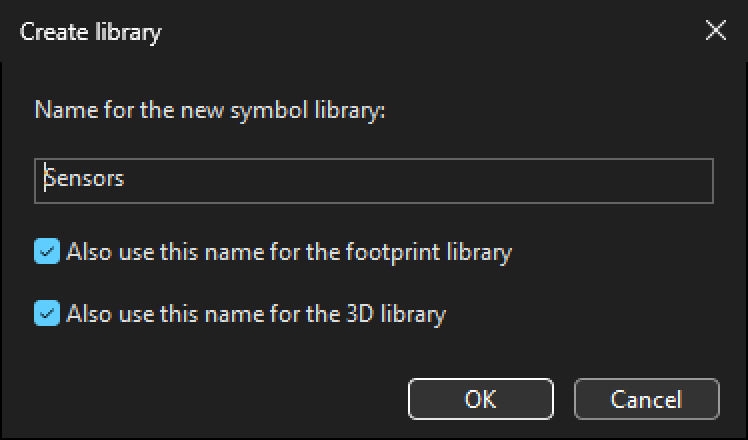 Create library
Name for the new symbol library:
Sensors
Also use this name for the footprint library
Also use this name for the 3D library
OK
Cancel